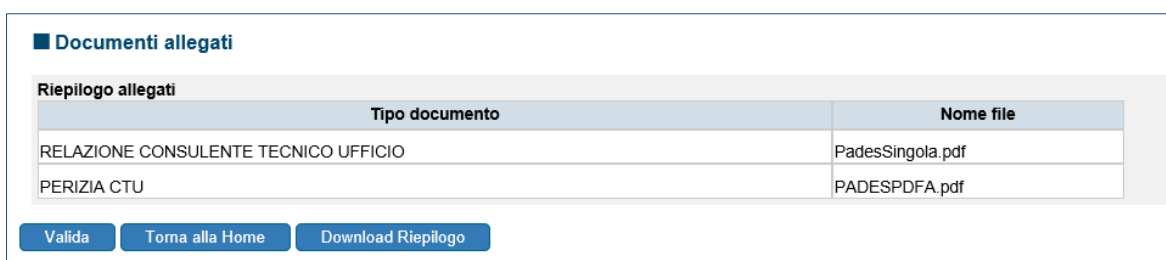 Documenti allegati
Riepilogo allegati
Tipo documento Nome file
RELAZIONE CONSULENTE TECNICO UFFICIO PadesSingola.pdf
PERIZIA CTU PADESPDFA.pdf
Valida Torna alla Home Download Riepilogo